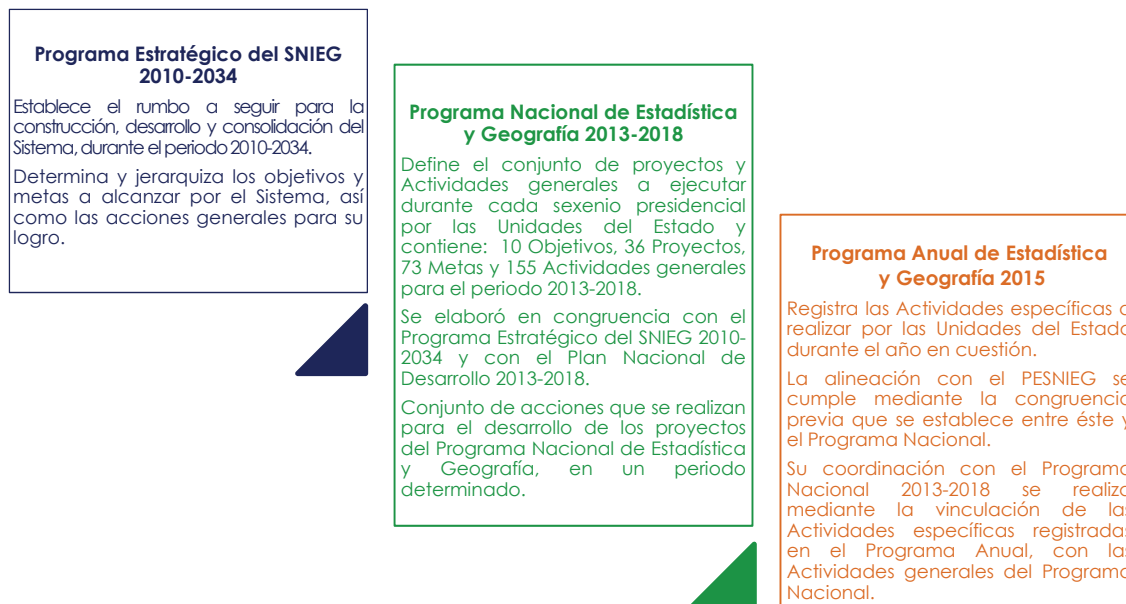 Programa Estratégico del SNIEG
2010-2034
Establece el rumbo a seguir para la
construcción, desarrollo y consolidación del
Sistema, durante el periodo 2010-2034.
Determina y jerarquiza los objetivos y
metas a alcanzar por el Sistema, así
como las acciones generales para su
logro.
Programa Nacional de Estadística
y Geografía 2013-2018
Define el conjunto de proyectos y
Actividades generales a ejecutar
durante cada sexenio presidencial
por las Unidades del Estado y
contiene: 10 Objetivos, 36 Proyectos,
73 Metas y 155 Actividades generales
para el periodo 2013-2018.
Se elaboró en congruencia con el
Programa Estratégico del SNIEG 2010-
2034 y con el Plan Nacional de
Desarrollo 2013-2018.
Conjunto de acciones que se realizan
para el desarrollo de los proyectos
del Programa Nacional de Estadística
y Geografía, en un periodo
determinado.
Programa Anual de Estadística
y Geografía 2015
Registra las Actividades específicas a
realizar por las Unidades del Estado
durante el año en cuestión.
La alineación con el PESNIEG se
cumple mediante la congruencia
previa que se establece entre éste y
el Programa Nacional.
Su coordinación con el Programa
Nacional 2013-2018 se realiza
mediante la vinculación de las
Actividades específicas registradas
en el Programa Anual, con las
Actividades generales del Programa
Nacional.